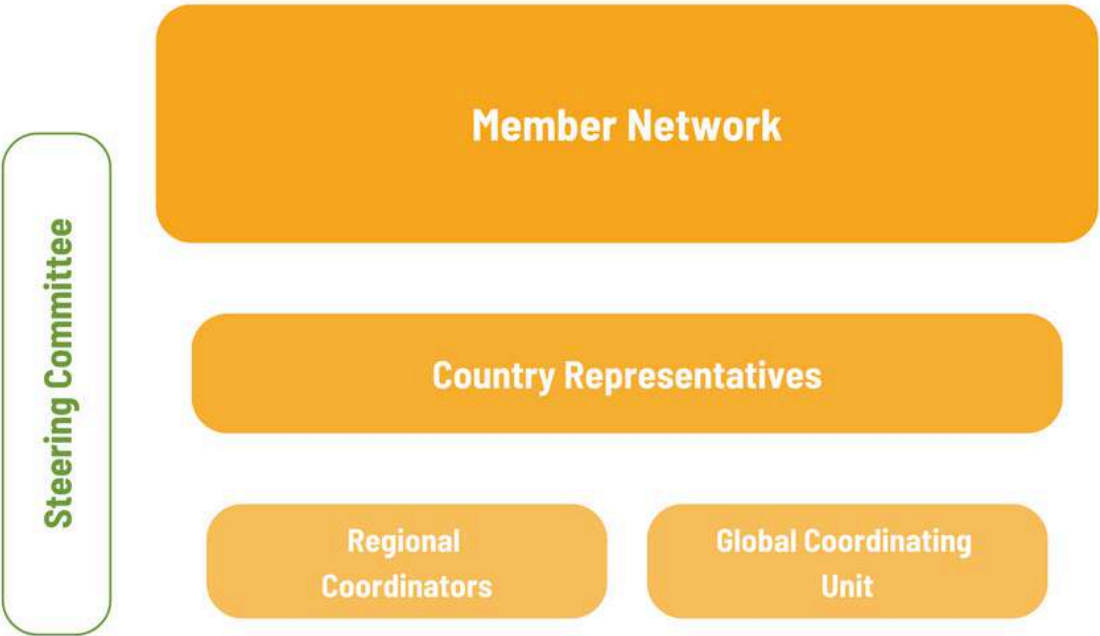 Member Network
Steering Committee
Country Representatives
Regional
Coordinators
Global Coordinating
Unit